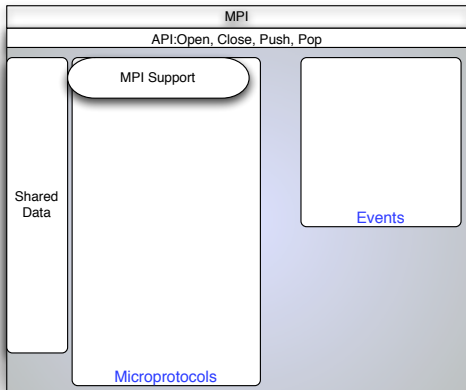 MPI
API:Open, Close, Push, Pop
MPI Support
Shared
Data
Events
Microprotocols